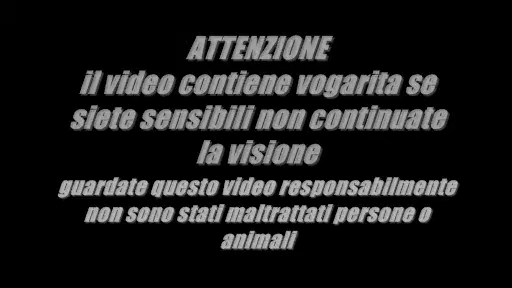 ATTENZIONE
il video contiene vogarita se
siete sensibili non continuate
la visione
guardate questo video responsabilmente
non sono stati maltrattati persone o
animali